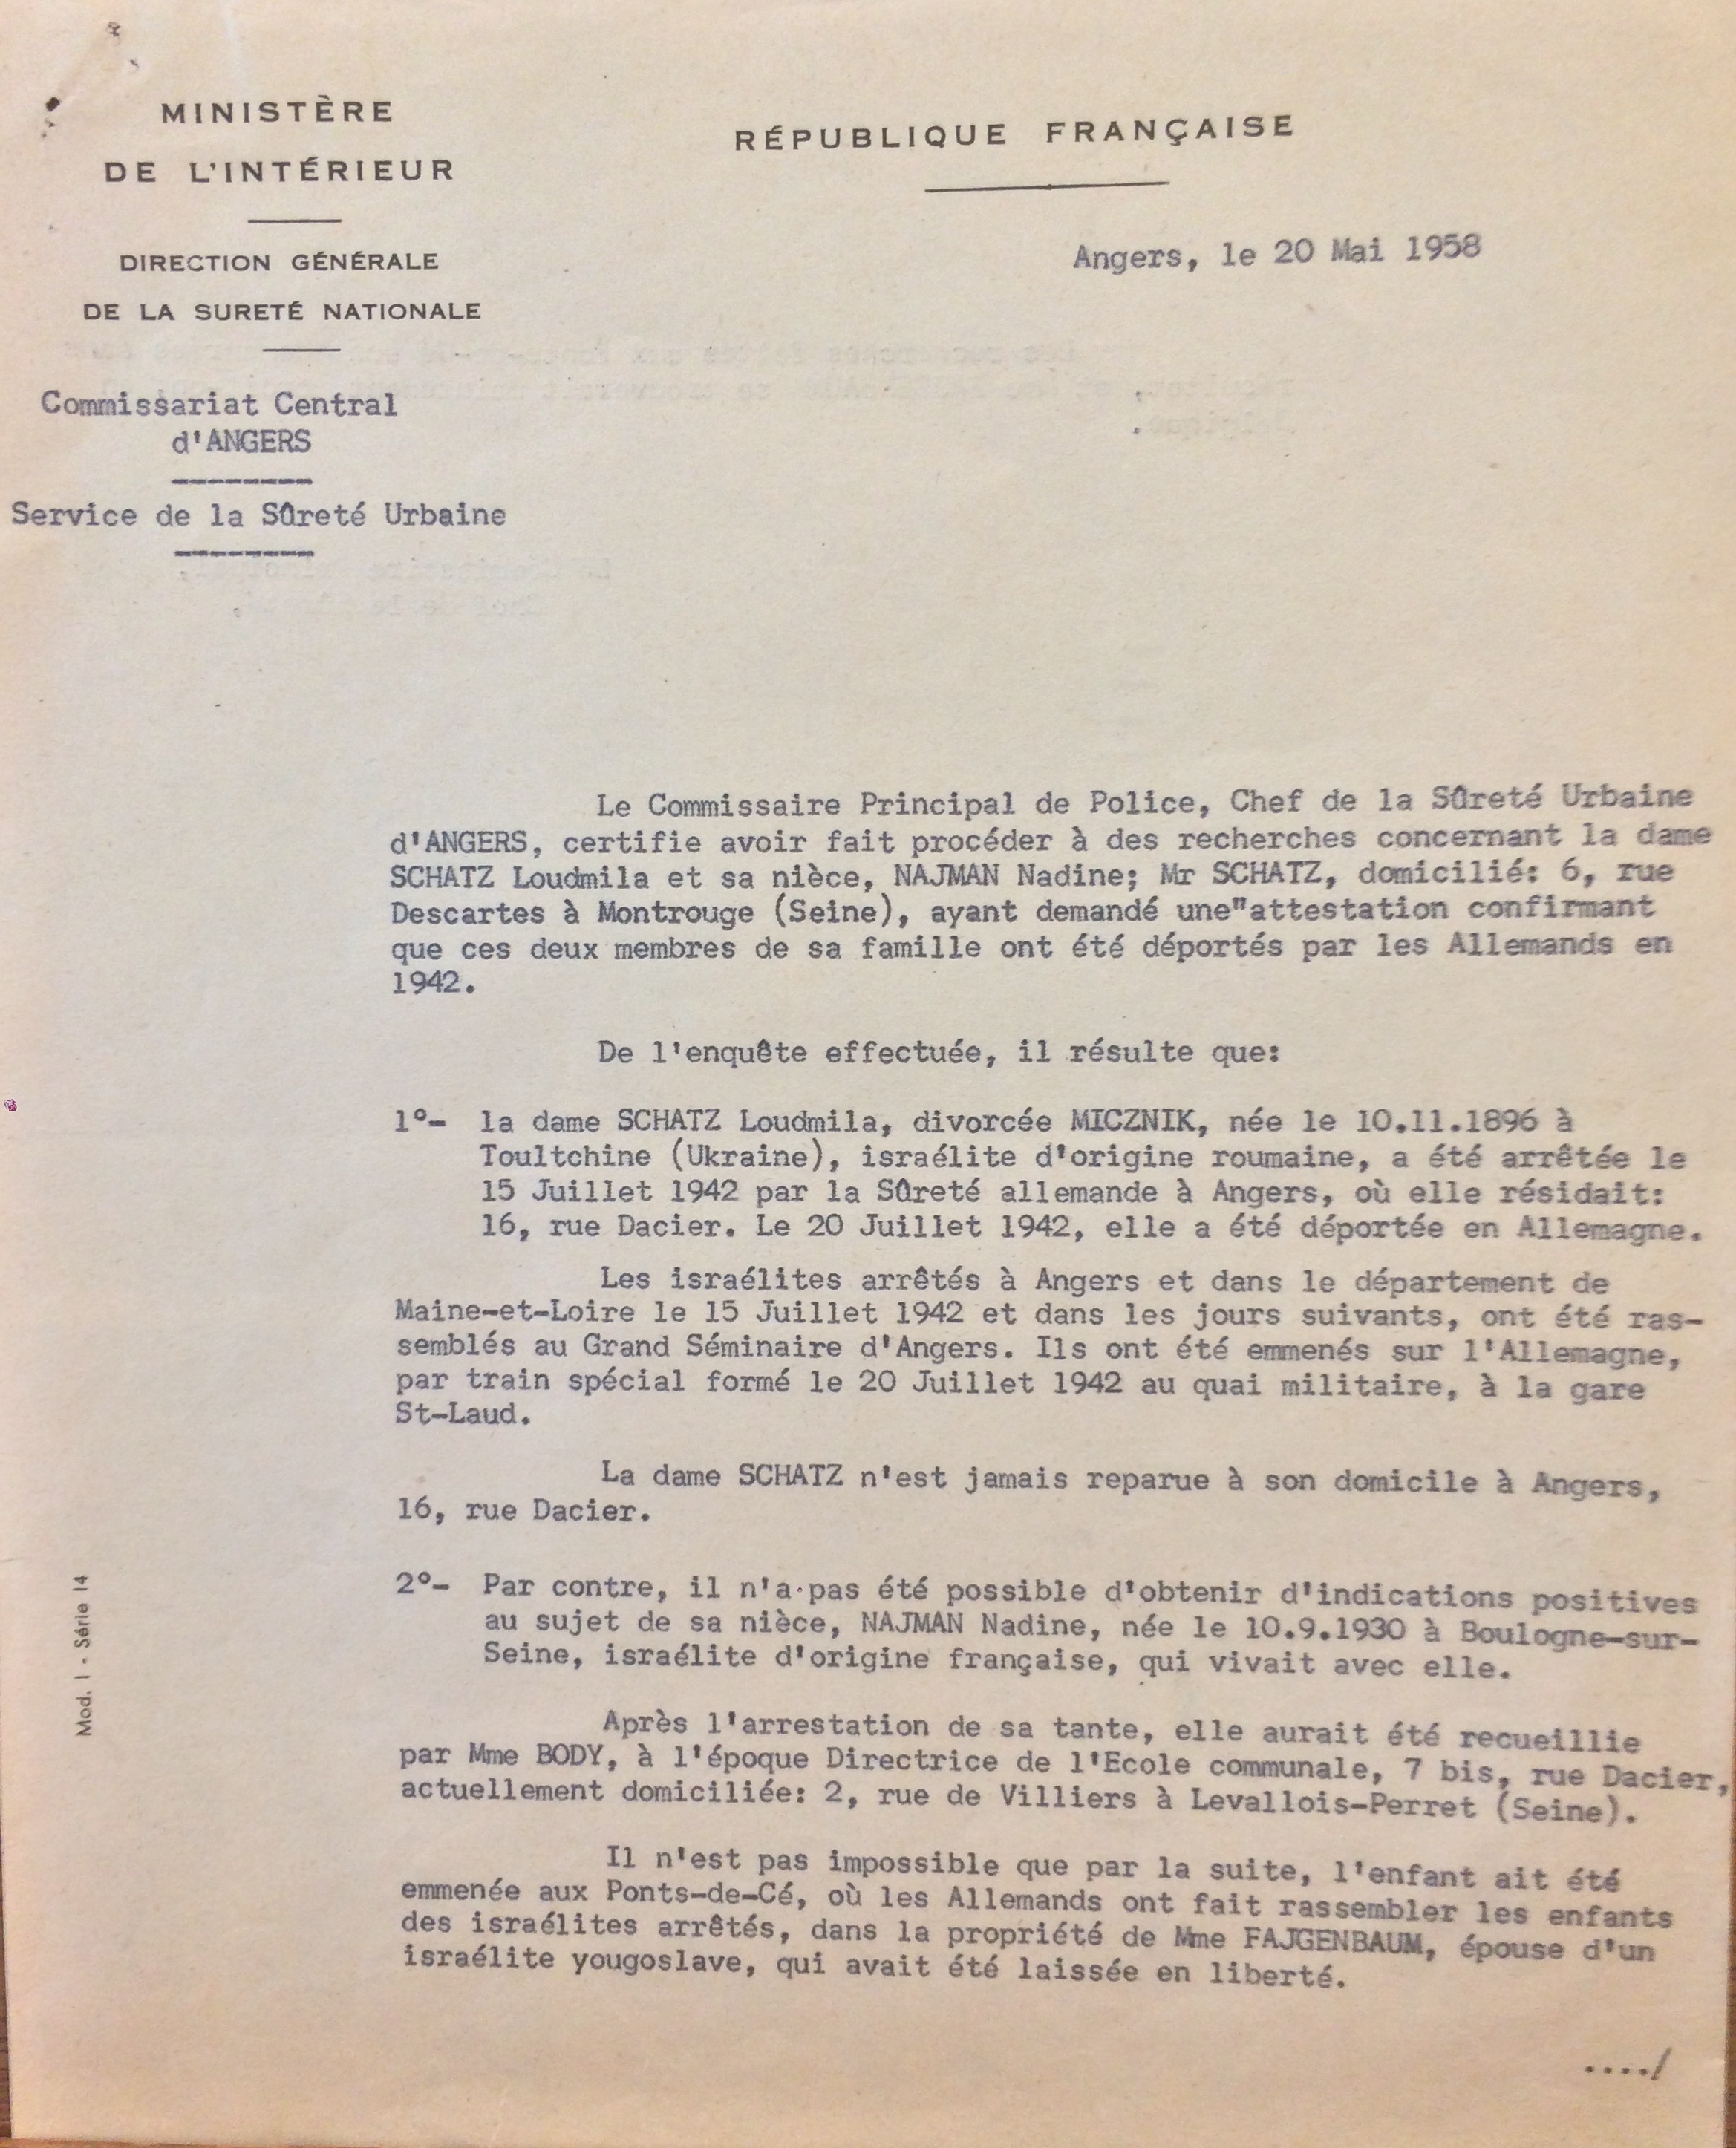 MINISTÈRE
DE L'INTÉRIEUR
DIRECTION GÉNÉRALE
DE LA SURETÉ NATIONALE
Commissariat Central
d'ANGERS
Service de la Sûreté Urbaine
RÉPUBLIQUE FRANÇAISE
Angers, le 20 Mai 1958
Le Commissaire Principal de Police, Chef de la Sûreté Urbaine
d'ANGERS, certifie avoir fait procéder à des recherches concernant la dame
SCHATZ Loudmila et sa nièce, NAJMAN Nadine; Mr SCHATZ, domicilié: 6, rue
Descartes à Montrouge (Seine), ayant demandé une"attestation confirmant
que ces deux membres de sa famille ont été déportés par les Allemands en
1942.
De l'enquête effectuée, il résulte que:
1°- la dame SCHATZ Loudmila, divorcée MICZNIK, née le 10.11.1896 à
Toultchine (Ukraine), israélite d'origine roumaine, a été arrêtée le
15 Juillet 1942 par la Sûreté allemande à Angers, où elle résidait:
16, rue Dacier. Le 20 Juillet 1942, elle a été déportée en Allemagne.
Les israélites arrêtés à Angers et dans le département de
Maine-et-Loire le 15 Juillet 1942 et dans les jours suivants, ont été ras-
semblés au Grand Séminaire d'Angers. Ils ont été emmenés sur l'Allemagne,
par train spécial formé le 20 Juillet 1942 au quai militaire, à la gare
St-Laud.
La dame SCHATZ n'est jamais reparue à son domicile à Angers,
16, rue Dacier.
2°- Par contre, il n'a pas été possible d'obtenir d'indications positives
au sujet de sa nièce, NAJMAN Nadine, née le 10.9.1930 à Boulogne-sur-
Seine, israélite d'origine française, qui vivait avec elle.
Après l'arrestation de sa tante, elle aurait été recueillie
par Mme BODY, à l'époque Directrice de l'Ecole communale, 7 bis, rue Dacier,
actuellement domiciliée: 2, rue de Villiers à Levallois-Perret (Seine).
Il n'est pas impossible que par la suite, l'enfant ait été
emmenée aux Ponts-de-Cé, où les Allemands ont fait rassembler les enfants
des israélites arrêtés, dans la propriété de Mme FAJGENBAUM, épouse d'un
israélite yougoslave, qui avait été laissée en liberté.
..../
Mod. 1 - Série 14